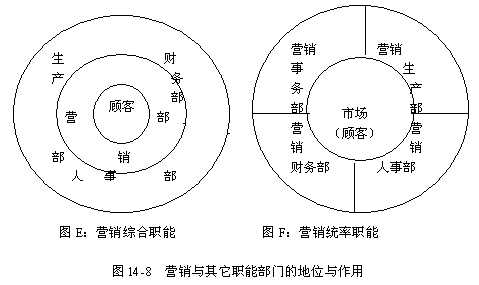 生产部
财务部
顾客
营销部
人事部
图 E：营销综合职能
营销事务部
营销生产部
市场
（顾客）
营销财务部
营销人事部
图 F：营销统率职能
图 14-8 营销与其它职能部门的地位与作用